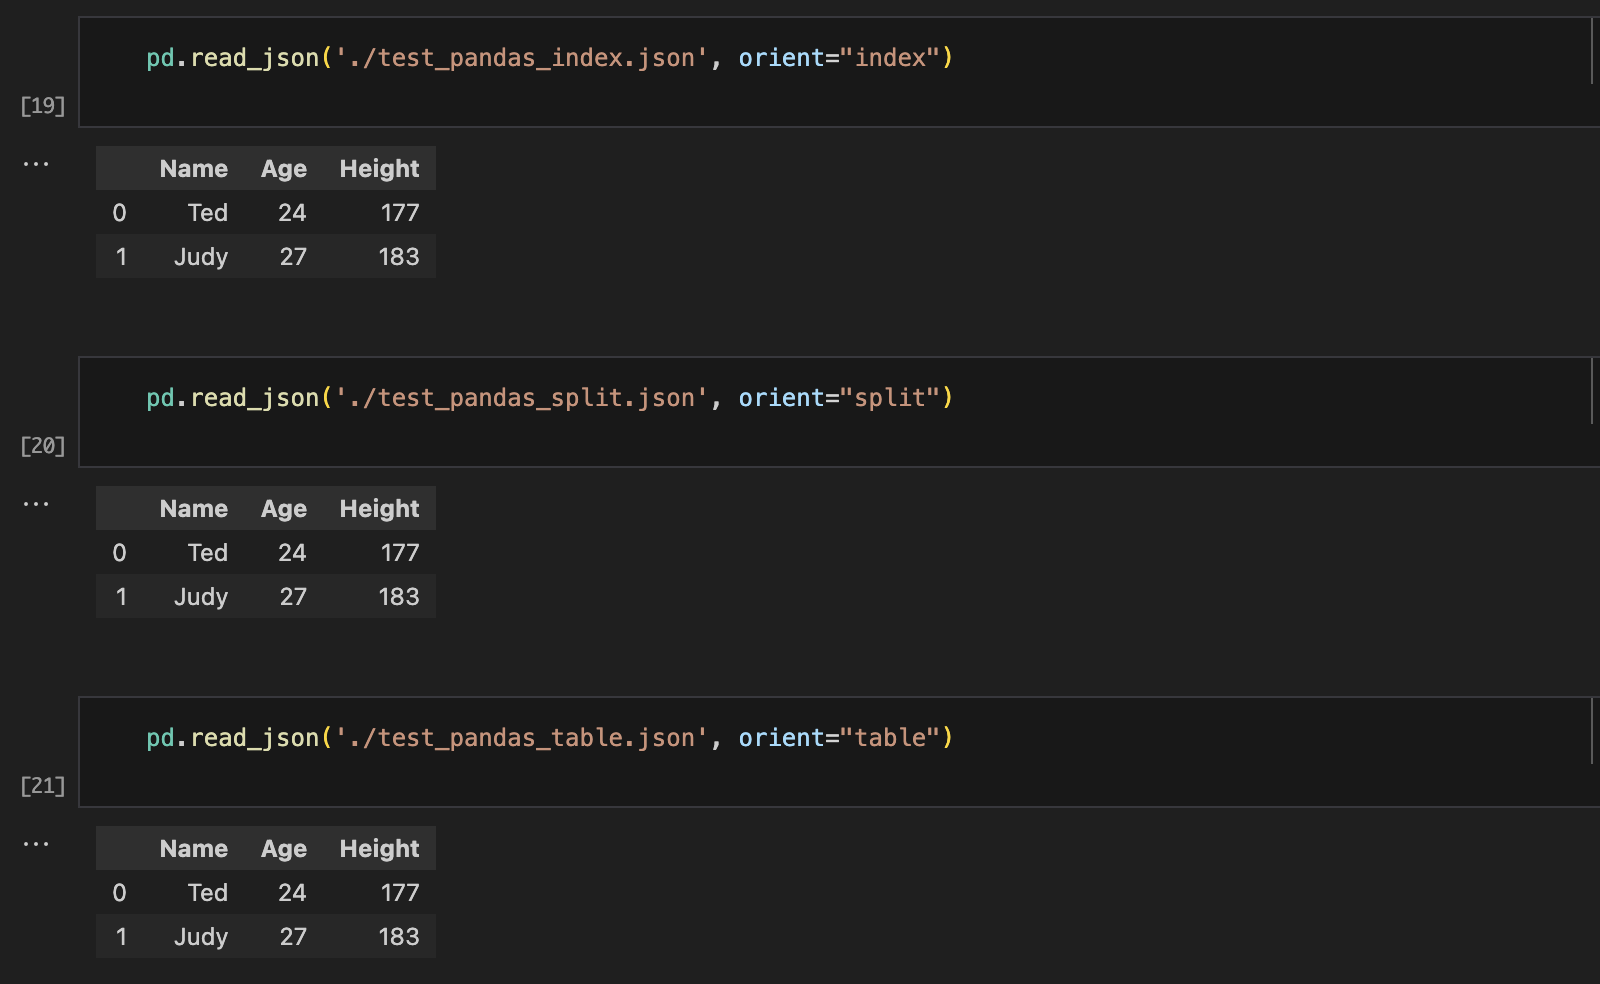 pd.read_json('./test_pandas_index.json', orient="index")
[19]
...
Name Age Height
0 Ted 24 177
1 Judy 27 183
pd.read_json('./test_pandas_split.json', orient="split")
[20]
...
Name Age Height
0 Ted 24 177
1 Judy 27 183
pd.read_json('./test_pandas_table.json', orient="table")
[21]
...
Name Age Height
0 Ted 24 177
1 Judy 27 183